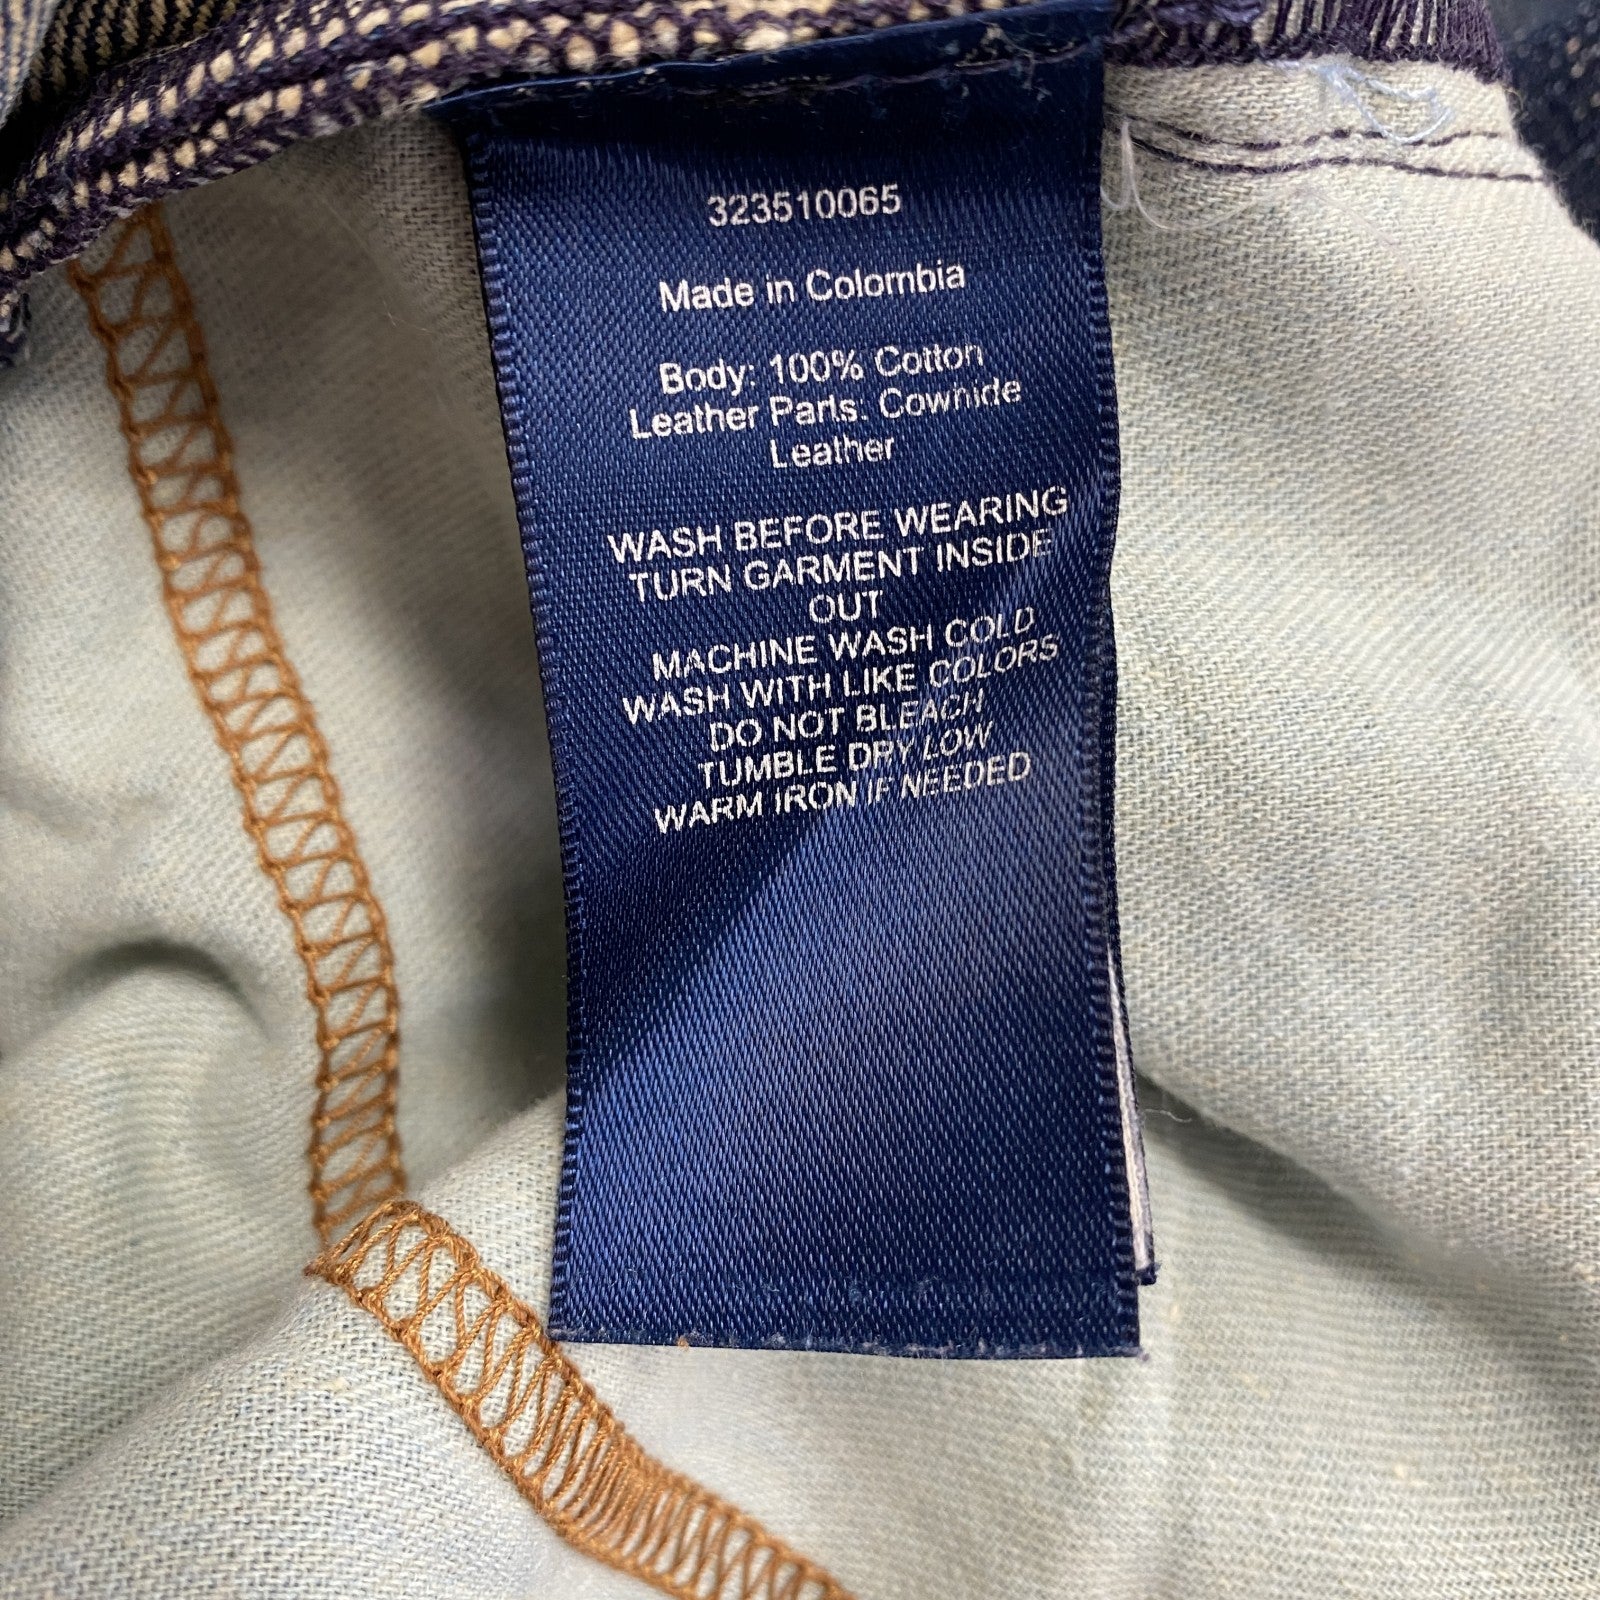 323510065
Made in Colombia
Body: 100% Cotton
Leather Parts: Cowhide
Leather
WASH BEFORE WEARING
TURN GARMENT INSIDE
OUT
MACHINE WASH COLD
WASH WITH LIKE COLORS
DO NOT BLEACH
TUMBLE DRY LOW
WARM IRON IF NEEDED